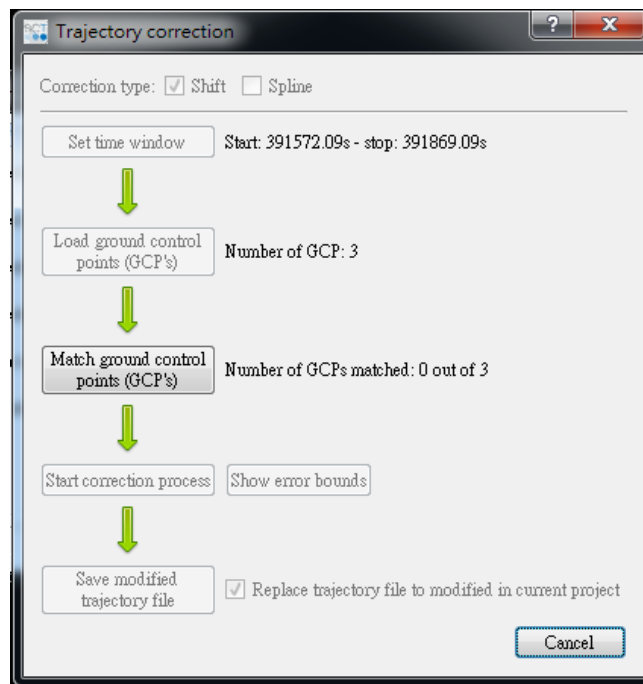 Trajectory correction
Correction type: Shift Spline
Set time window Start: 391572.09s - stop: 391869.09s
Load ground control
points (GCP's)
Number of GCP: 3
Match ground control
points (GCP's)
Number of GCPs matched: 0 out of 3
Start correction process Show error bounds
Save modified
trajectory file
Replace trajectory file to modified in current project
Cancel